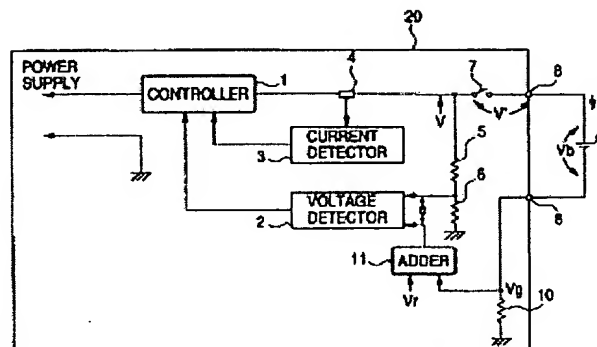 20
POWER
SUPPLY
1
4
7
8
CONTROLLER
V
V'
5
CURRENT
DETECTOR
3
Vb
6
VOLTAGE
DETECTOR
2
8
11
ADDER
Vr
Vg
10